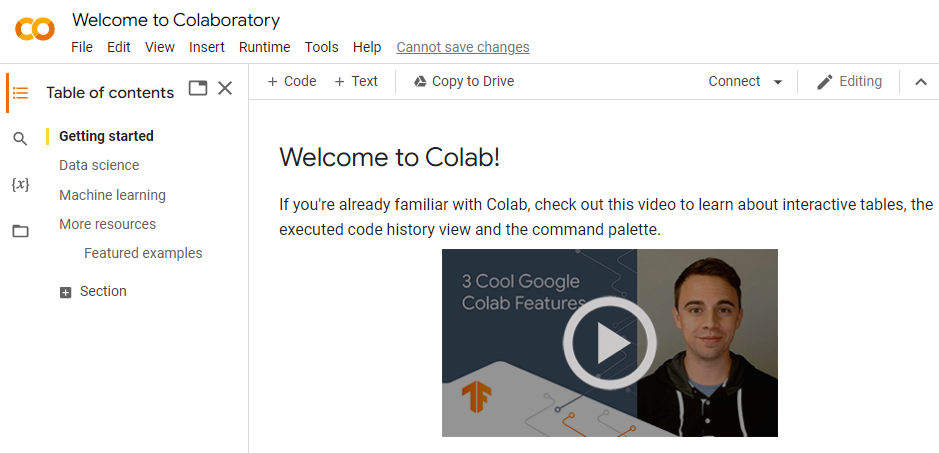 Welcome to Colaboratory
File Edit View Insert Runtime Tools Help Cannot save changes
Table of contents
+ Code + Text Copy to Drive Connect Editing
Getting started
Data science
Machine learning
More resources
Featured examples
Section
{x}
Welcome to Colab!
If you're already familiar with Colab, check out this video to learn about interactive tables, the
executed code history view and the command palette.
3 Cool Google
Colab Features